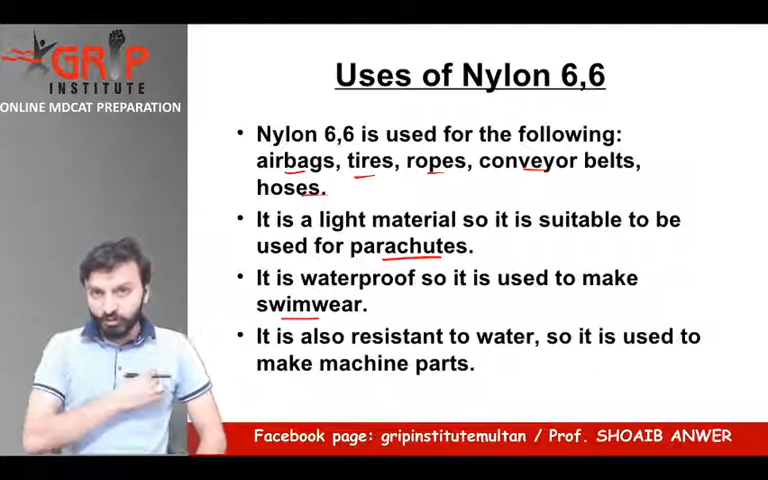 GRIP
INSTITUTE
ONLINE MDCAT PREPARATION
Uses of Nylon 6,6
• Nylon 6,6 is used for the following:
airbags, tires, ropes, conveyor belts,
hoses.
• It is a light material so it is suitable to be
used for parachutes.
• It is waterproof so it is used to make
swimwear.
• It is also resistant to water, so it is used to
make machine parts.
Facebook page: gripinstitutemultan / Prof. SHOAIB ANWER